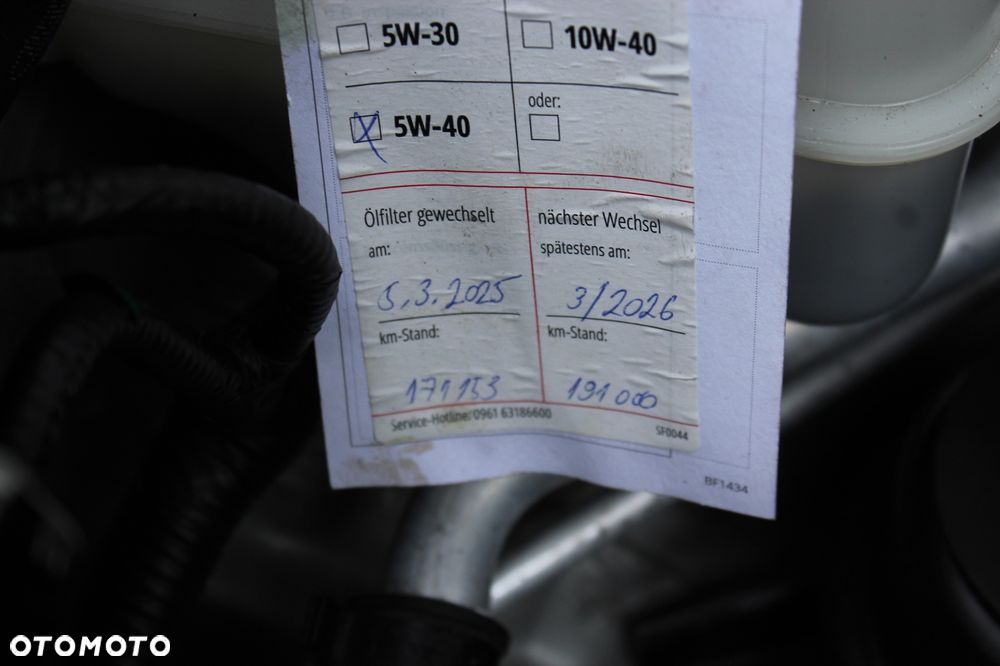 5W-30 10W-40
5W-40 oder:
Ölfilter gewechselt nächster Wechsel
am: spätestens am:
5.3.2025 3/2026
km-Stand: km-Stand:
171153 191000
Service-Hotline: 0961 63186600 SF0044
BF1434
OTOMOTO